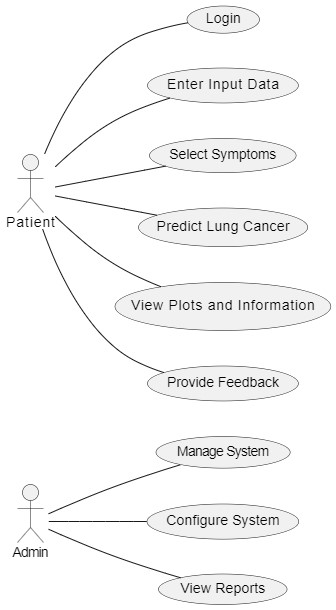 Login
Enter Input Data
Select Symptoms
Patient
Predict Lung Cancer
View Plots and Information
Provide Feedback
Manage System
Configure System
Admin
View Reports